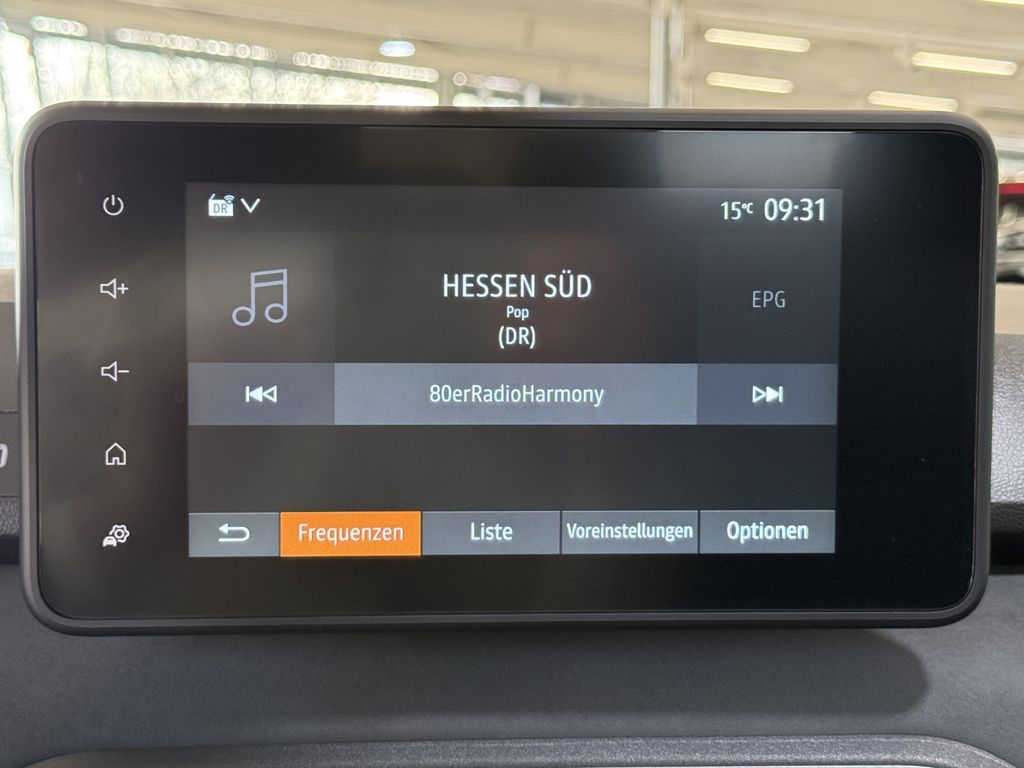 DR
15°C 09:31
HESSEN SÜD
Pop
(DR)
EPG
80erRadioHarmony
Frequenzen
Liste
Voreinstellungen
Optionen